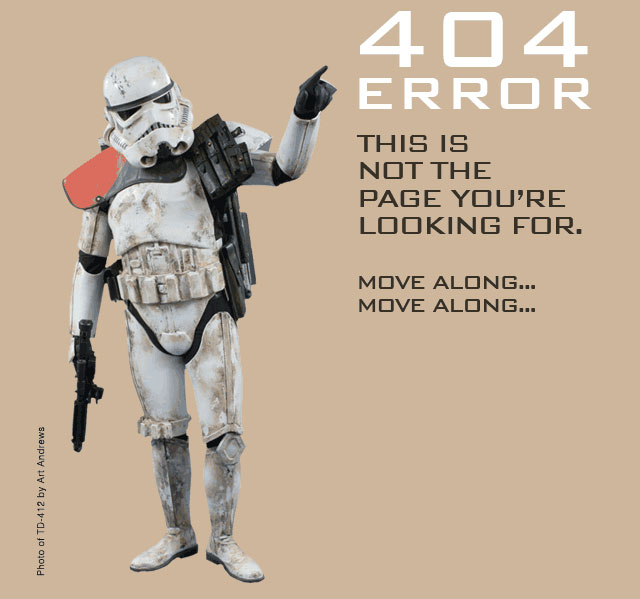 404
ERROR
THIS IS
NOT THE
PAGE YOU'RE
LOOKING FOR.
MOVE ALONG...
MOVE ALONG...
Photo of TD-412 by Art Andrews